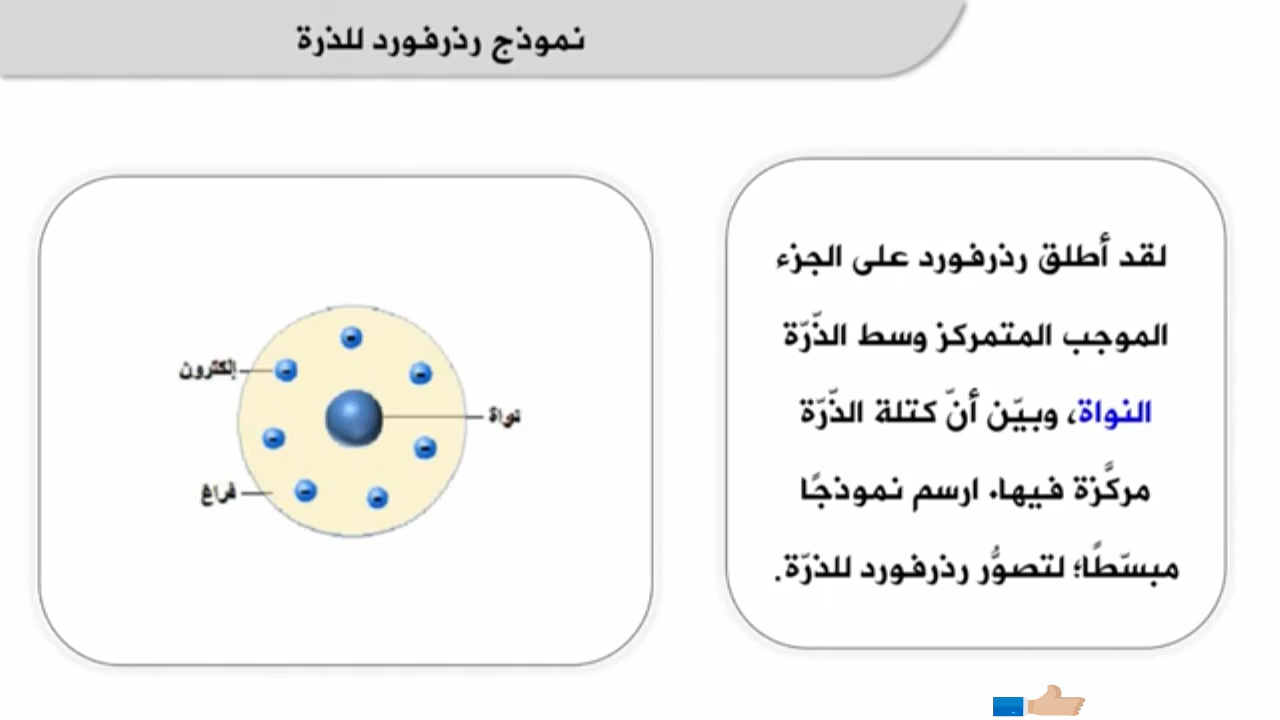 نموذج رذرفورد للذرة
لقد أطلق رذرفورد على الجزء
الموجب المتمركز وسط الذّرّة
النواة، وبيّن أنّ كتلة الذّرّة
مركَّزة فيها. ارسم نموذجًا
مبسّطًا؛ لتصوُّر رذرفورد للذرّة.
إلكترون
نواة
فراغ